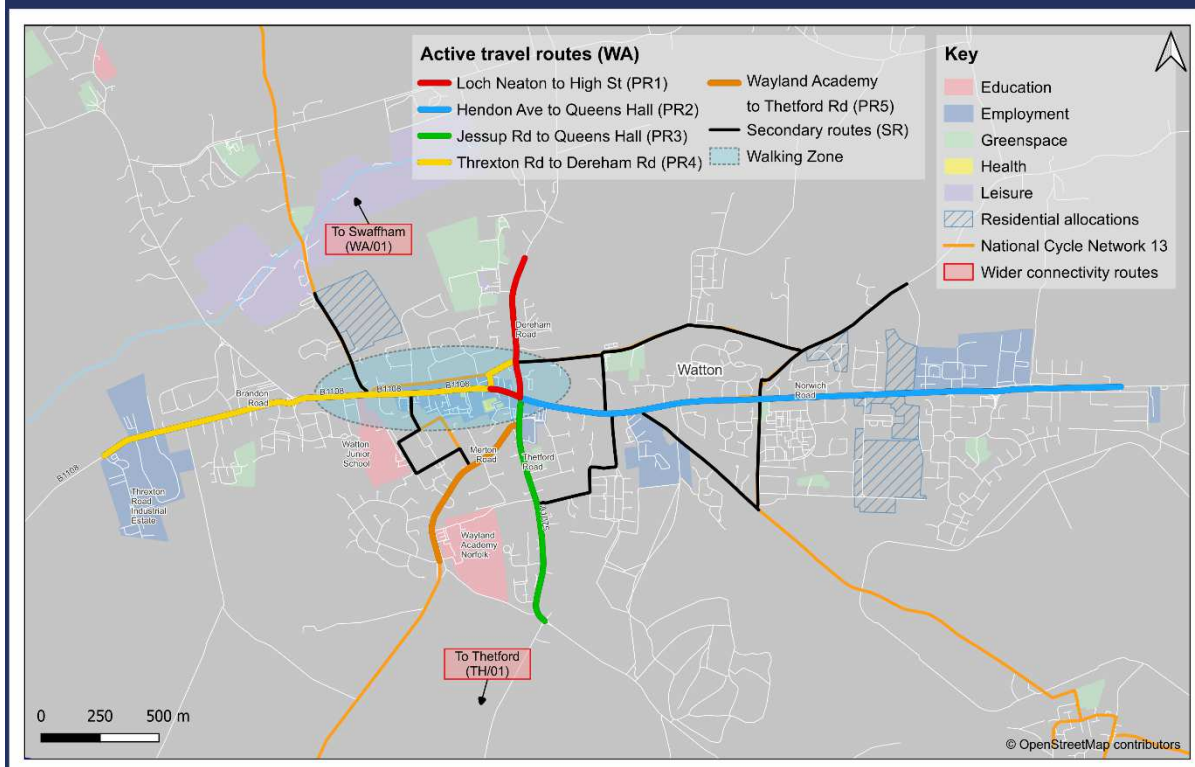 Active travel routes (WA)
Loch Neaton to High St (PR1)
Hendon Ave to Queens Hall (PR2)
Jessup Rd to Queens Hall (PR3)
Threxton Rd to Dereham Rd (PR4)
Wayland Academy
to Thetford Rd (PR5)
Secondary routes (SR)
Walking Zone
Key
Education
Employment
Greenspace
Health
Leisure
Residential allocations
National Cycle Network 13
Wider connectivity routes
To Swaffham
(WA/01)
Dereham
Road
Watton
B1108
B1108
B1108
Brandon
Road
Norwich
Road
Watton
Junior
School
Merton
Road
Thetford
Road
B1108
Threxton
Road
Industrial
Estate
Wayland
Academy
Norfolk
To Thetford
(TH/01)
0 250 500 m
© OpenStreetMap contributors